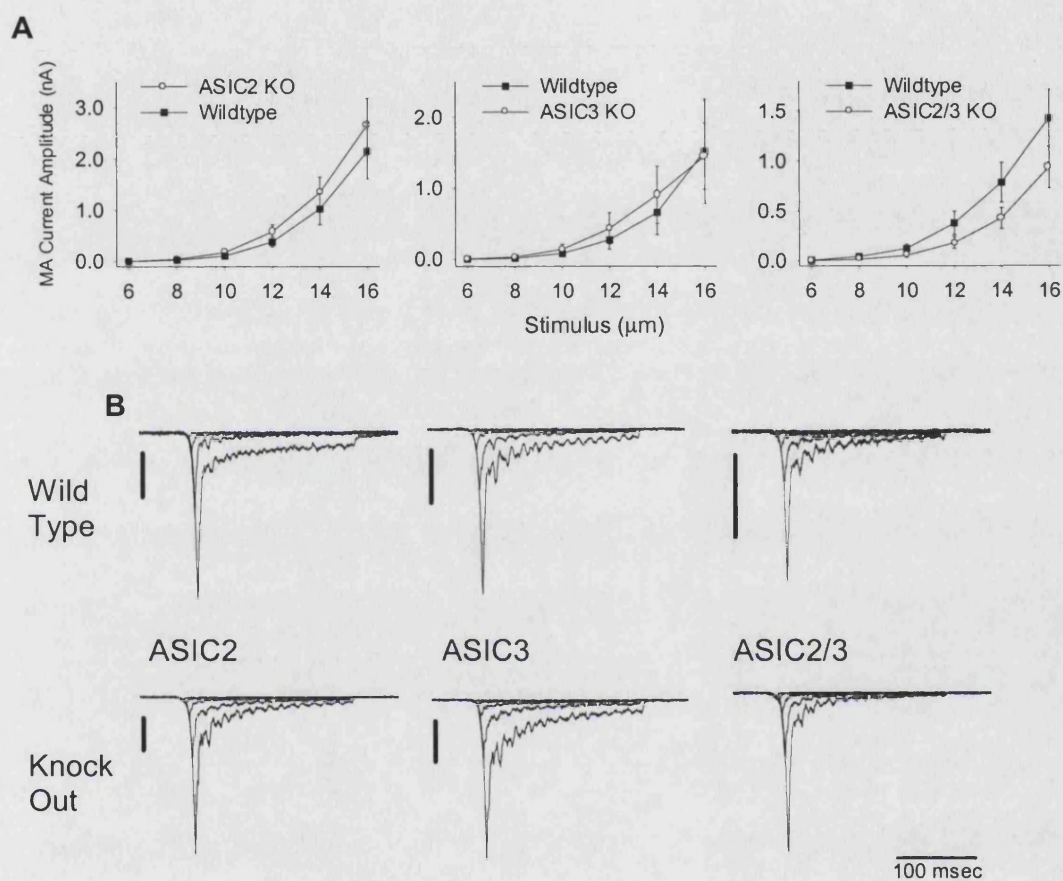 A
MA Current Amplitude (nA)
ASIC2 KO
Wildtype
3.0
2.0
1.0
0.0
6 8 10 12 14 16
Wildtype
ASIC3 KO
2.0
1.0
0.0
6 8 10 12 14 16
Wildtype
ASIC2/3 KO
1.5
1.0
0.5
0.0
6 8 10 12 14 16
Stimulus (μm)
B
Wild
Type
ASIC2 ASIC3 ASIC2/3
Knock
Out
100 msec